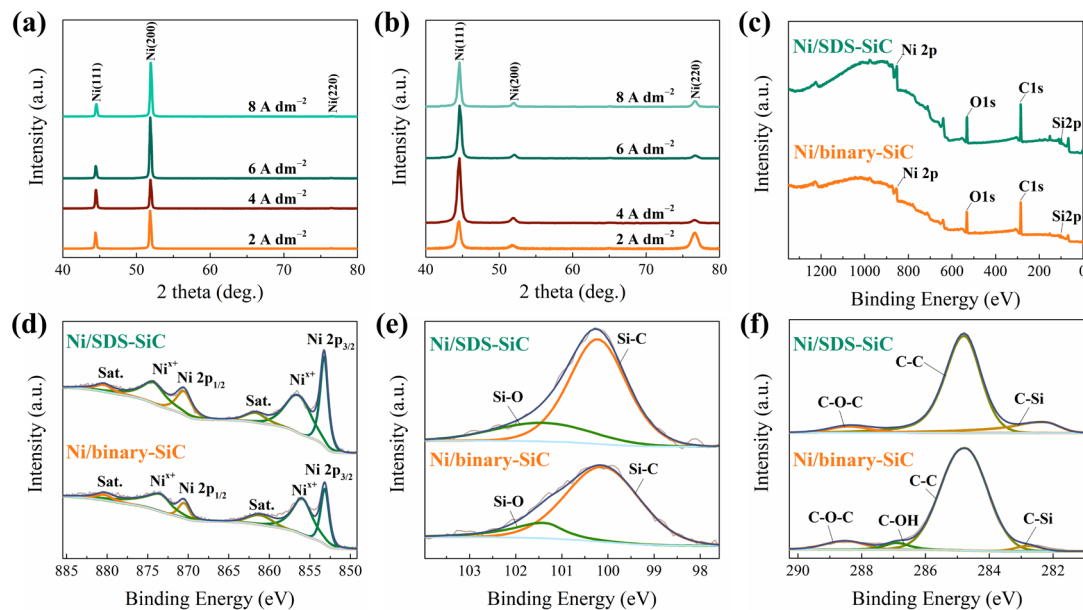 (a)
Intensity (a.u.)
Ni(111)
Ni(200)
Ni(220)
8 A dm⁻²
6 A dm⁻²
4 A dm⁻²
2 A dm⁻²
40 50 60 70 80
2 theta (deg.)
(b)
Intensity (a.u.)
Ni(111)
Ni(200)
Ni(220)
8 A dm⁻²
6 A dm⁻²
4 A dm⁻²
2 A dm⁻²
40 50 60 70 80
2 theta (deg.)
(c)
Intensity (a.u.)
Ni/SDS-SiC
Ni 2p
O1s
C1s
Si2p
Ni/binary-SiC
Ni 2p
O1s
C1s
Si2p
1200 1000 800 600 400 200 0
Binding Energy (eV)
(d)
Intensity (a.u.)
Ni/SDS-SiC
Sat.
Niˣ⁺
Ni 2p₁/₂
Sat.
Niˣ⁺
Ni 2p₃/₂
Ni/binary-SiC
Sat.
Niˣ⁺
Ni 2p₁/₂
Sat.
Niˣ⁺
Ni 2p₃/₂
885 880 875 870 865 860 855 850
Binding Energy (eV)
(e)
Intensity (a.u.)
Ni/SDS-SiC
Si-O
Si-C
Ni/binary-SiC
Si-O
Si-C
103 102 101 100 99 98
Binding Energy (eV)
(f)
Intensity (a.u.)
Ni/SDS-SiC
C-C
C-O-C
C-Si
Ni/binary-SiC
C-C
C-O-C
C-OH
C-Si
290 288 286 284 282
Binding Energy (eV)